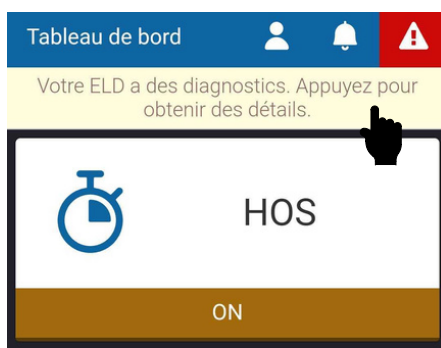 Tableau de bord
Votre ELD a des diagnostics. Appuyez pour
obtenir des détails.
HOS
ON